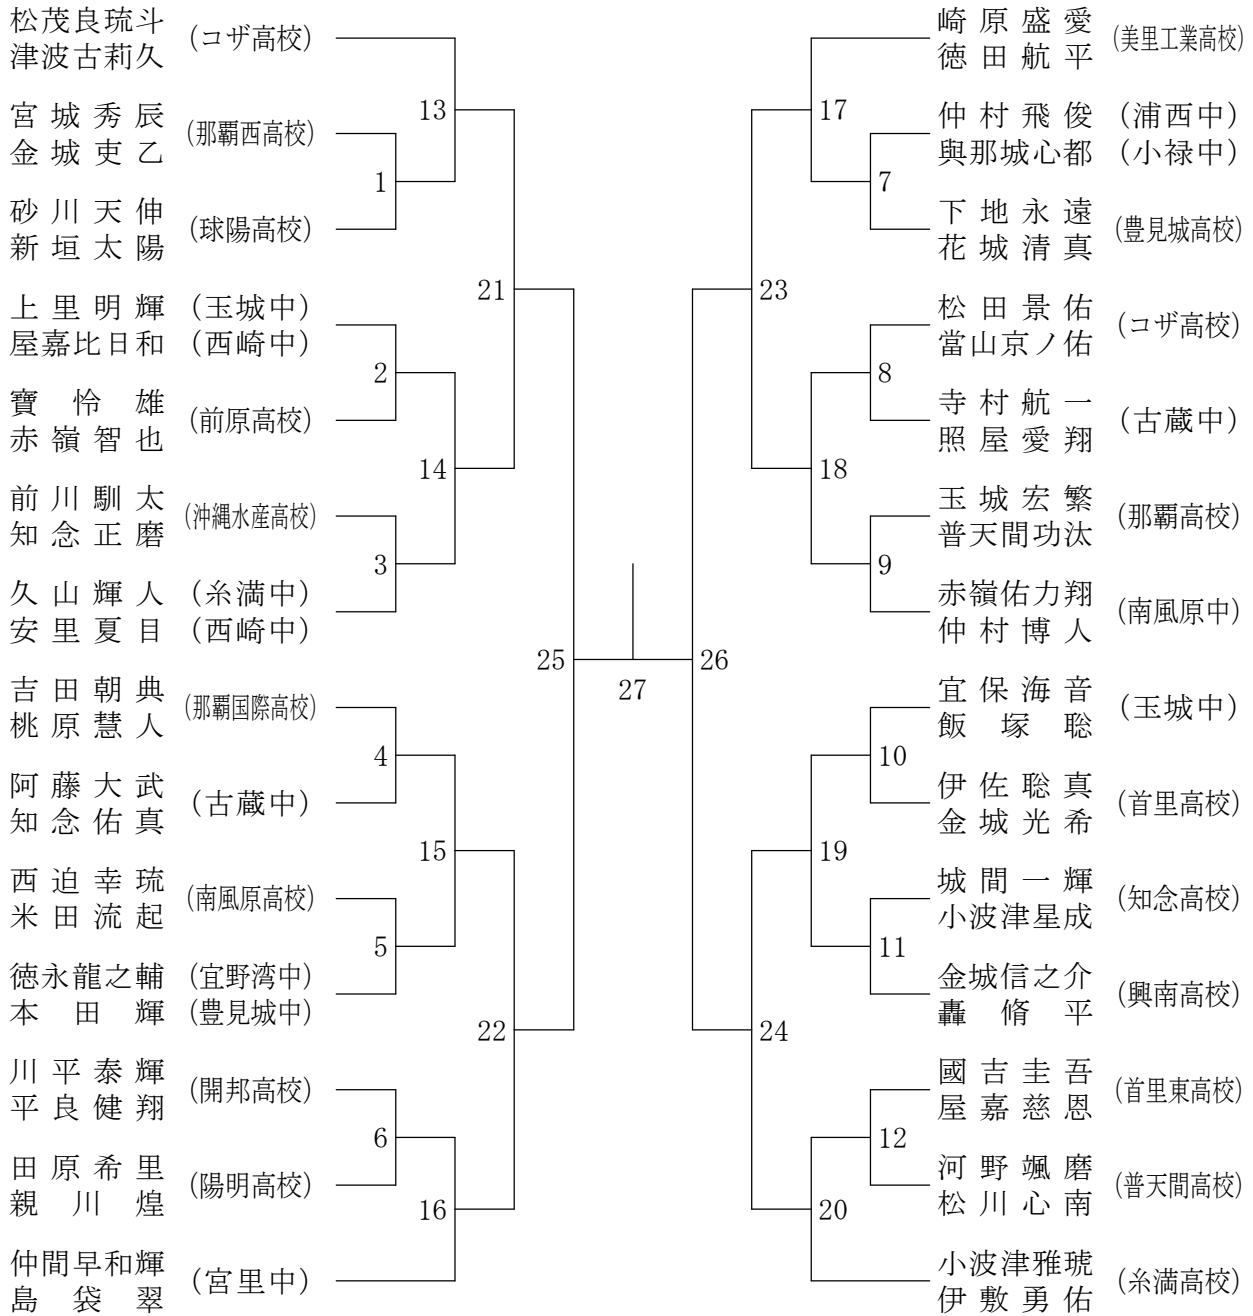 松茂良琉斗 (コザ高校)
津波古莉久
宮城秀辰 (那覇西高校)
金城吏乙
砂川天伸 (球陽高校)
新垣太陽
上里明輝 (玉城中)
屋嘉比日和 (西崎中)
寶怜雄 (前原高校)
赤嶺智也
前川馴太 (沖縄水産高校)
知念正磨
久山輝人 (糸満中)
安里夏目 (西崎中)
吉田朝典 (那覇国際高校)
桃原慧人
阿藤大武 (古蔵中)
知念佑真
西迫幸琉 (南風原高校)
米田流起
徳永龍之輔 (宜野湾中)
本田輝 (豊見城中)
川平泰輝 (開邦高校)
平良健翔
田原希里 (陽明高校)
親川煌
仲間早和輝 (宮里中)
島袋翠
1
2
3
4
5
6
13
14
15
16
21
22
25
27
26
23
24
17
18
19
20
7
8
9
10
11
12
崎原盛愛 (美里工業高校)
徳田航平
仲村飛俊 (浦西中)
與那城心都 (小禄中)
下地永遠 (豊見城高校)
花城清真
松田景佑 (コザ高校)
當山京ノ佑
寺村航一 (古蔵中)
照屋愛翔
玉城宏繁 (那覇高校)
普天間功汰
赤嶺佑力翔 (南風原中)
仲村博人
宜保海音 (玉城中)
飯塚聡
伊佐聡真 (首里高校)
金城光希
城間一輝 (知念高校)
小波津星成
金城信之介 (興南高校)
轟脩平
國吉圭吾 (首里東高校)
屋嘉慈恩
河野颯磨 (普天間高校)
松川心南
小波津雅琥 (糸満高校)
伊敷勇佑